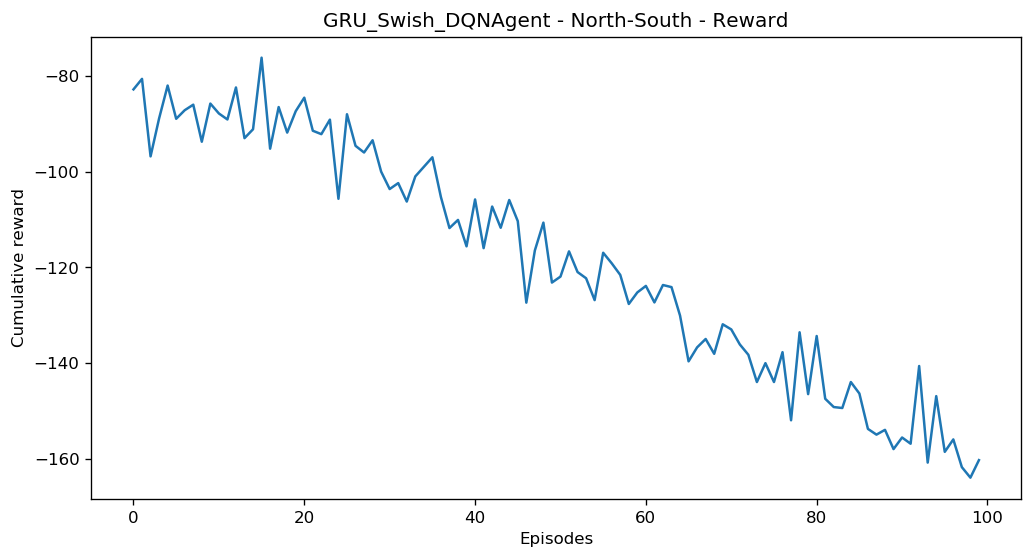 GRU_Swish_DQNAgent - North-South - Reward
Cumulative reward
−80
−100
−120
−140
−160
0 20 40 60 80 100
Episodes